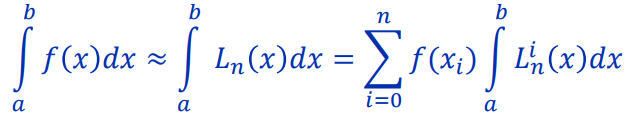 ∫_a^b f(x)dx ≈ ∫_a^b L_n(x)dx = ∑_{i=0}^n f(x_i) ∫_a^b L_n^i(x)dx